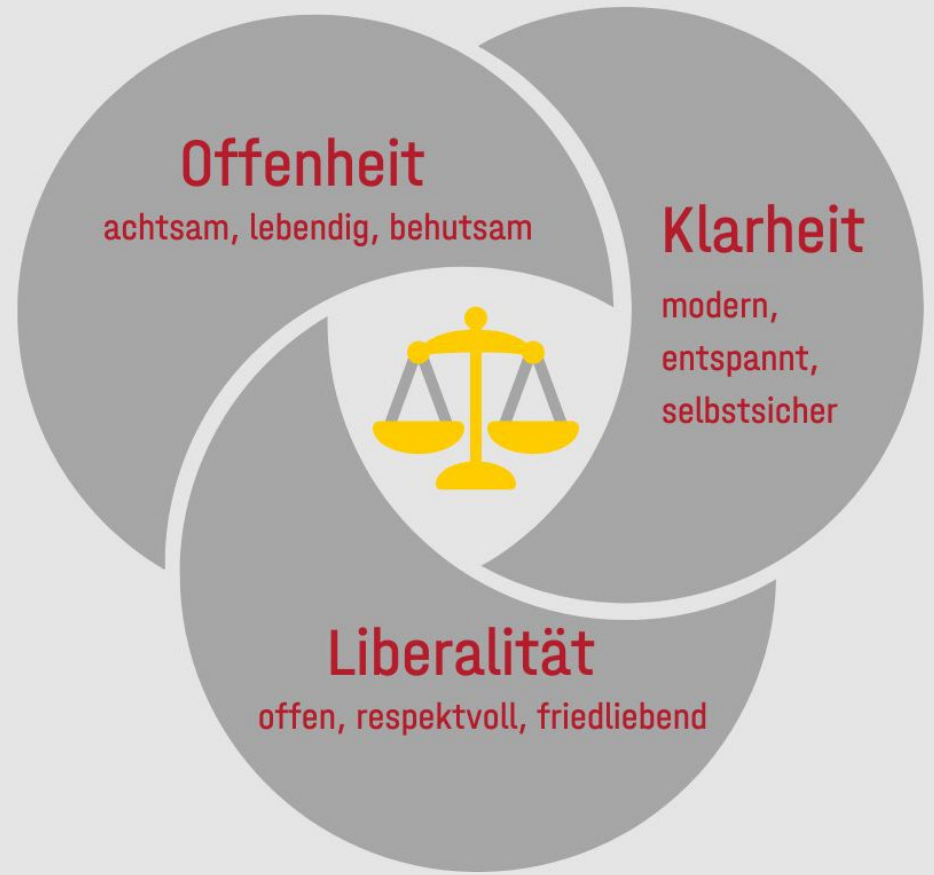 Offenheit
achtsam, lebendig, behutsam
Klarheit
modern,
entspannt,
selbstsicher
Liberalität
offen, respektvoll, friedliebend